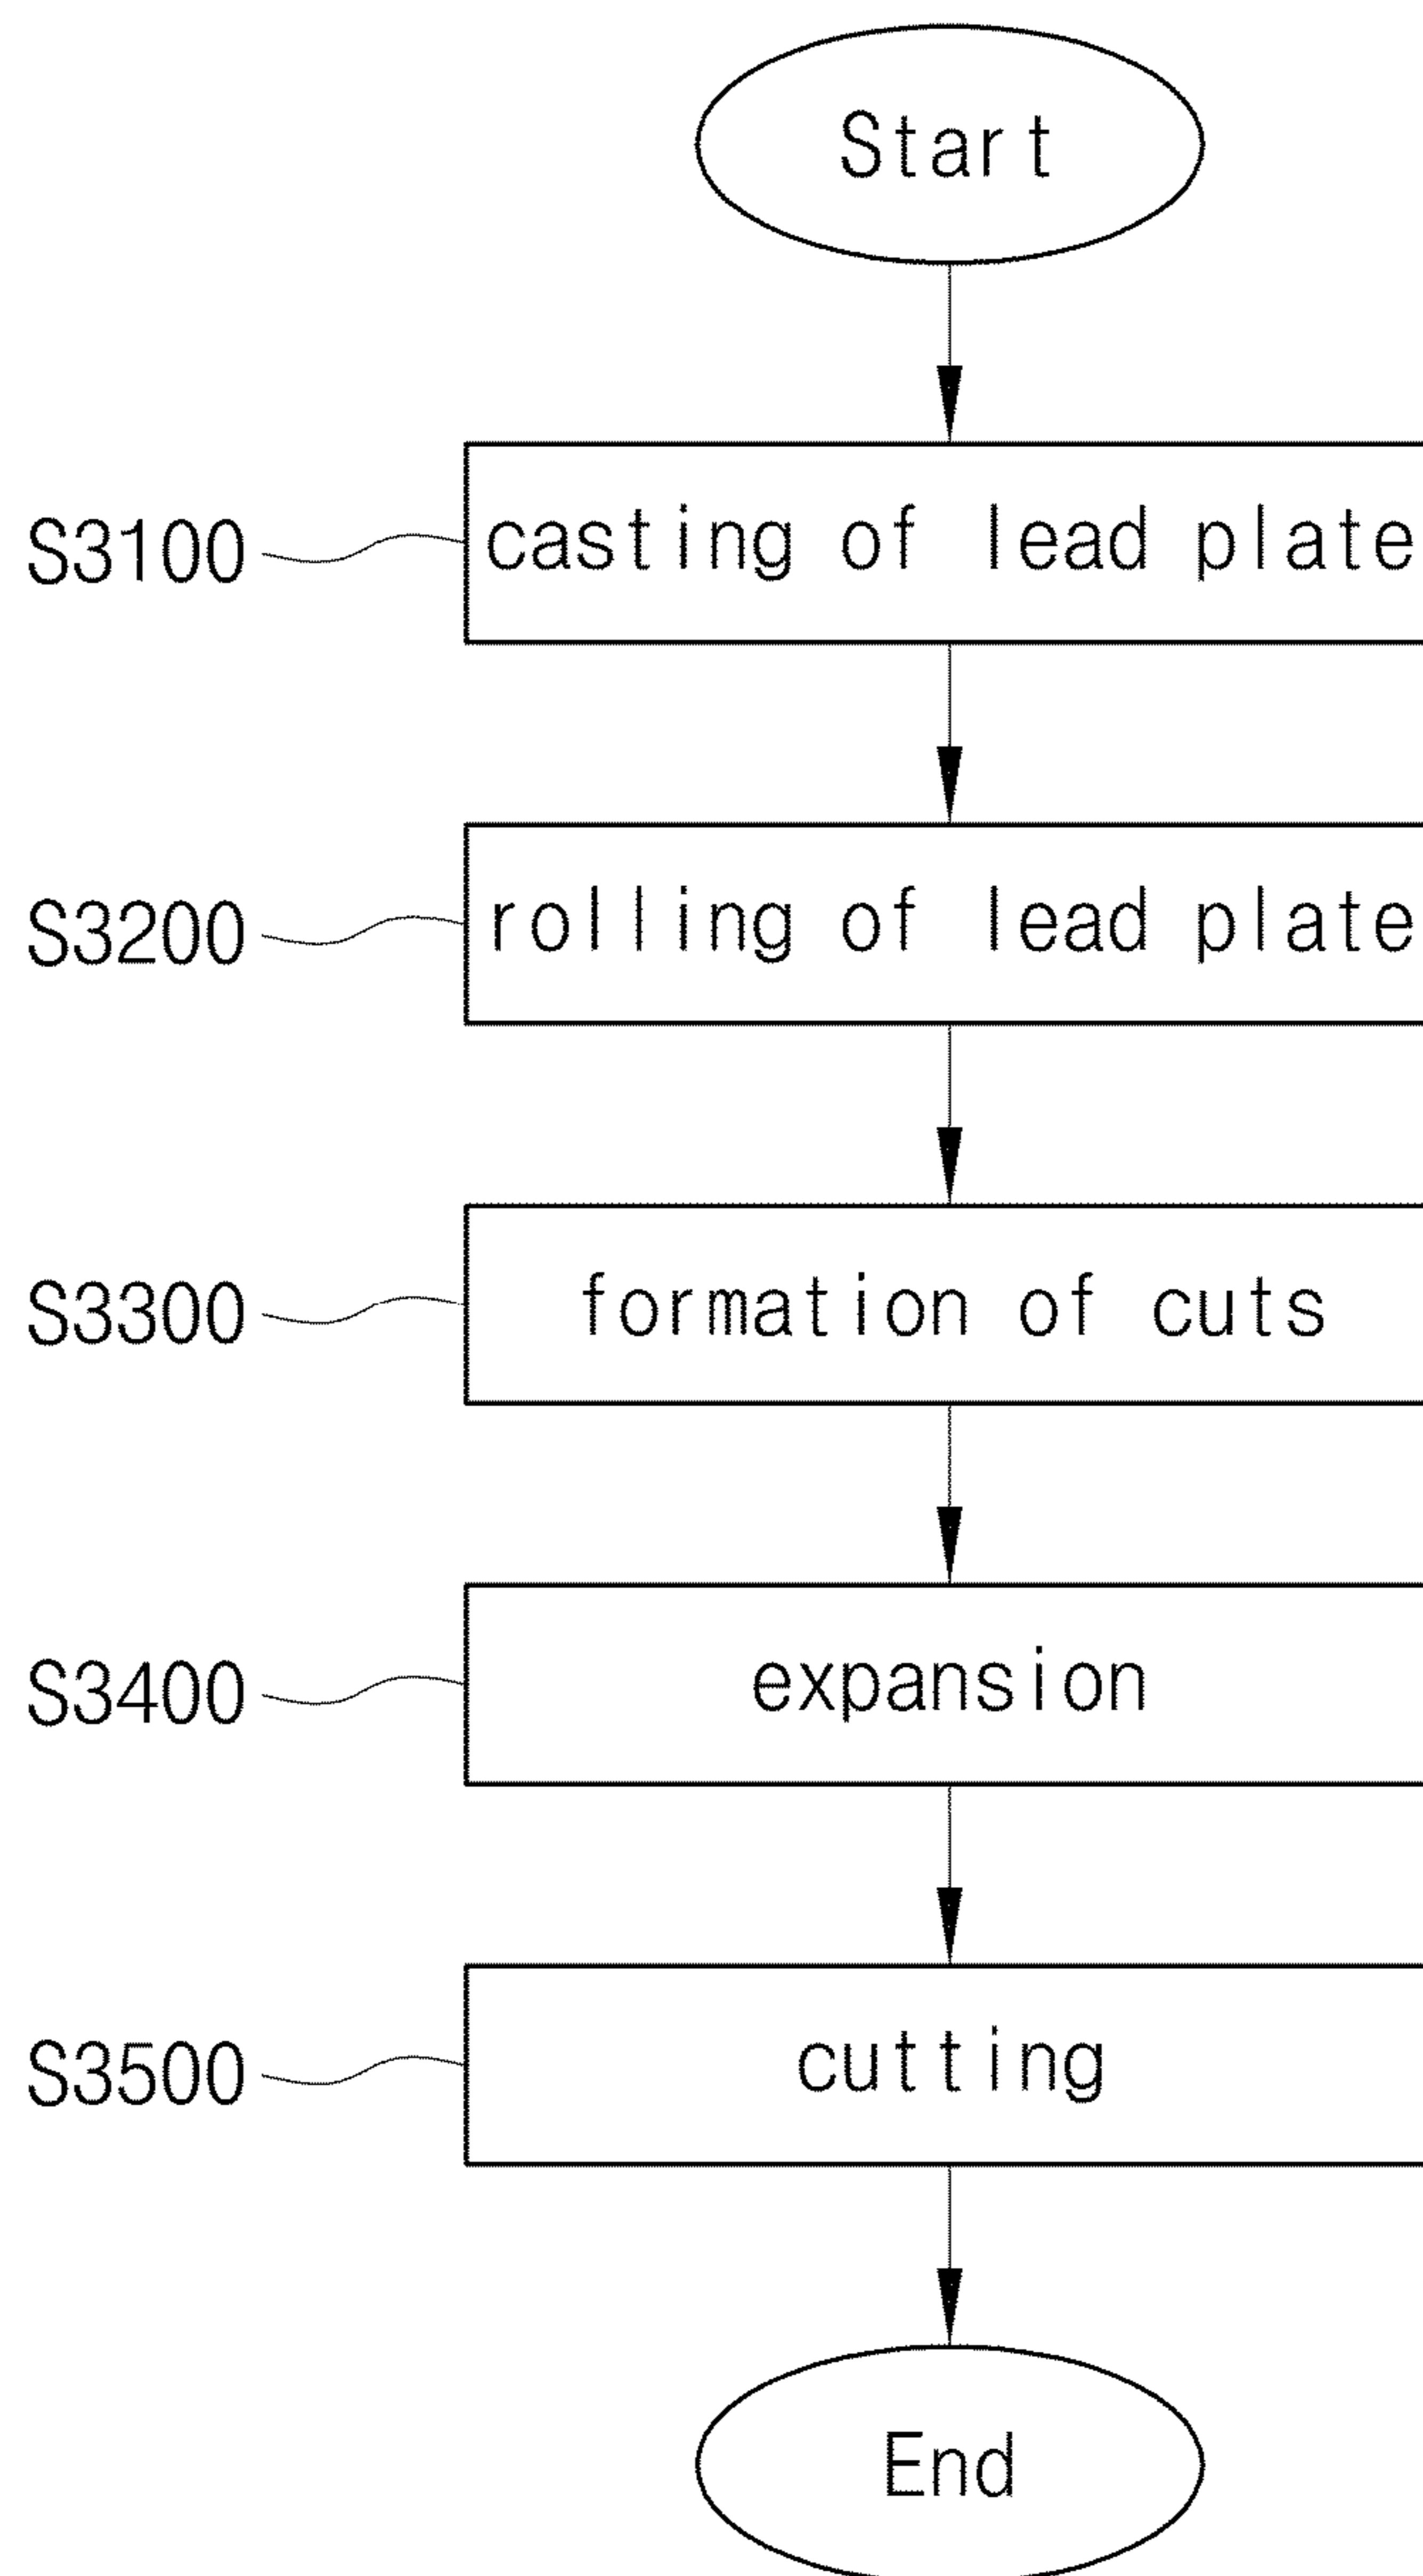 Start
S3100 casting of lead plate
S3200 rolling of lead plate
S3300 formation of cuts
S3400 expansion
S3500 cutting
End